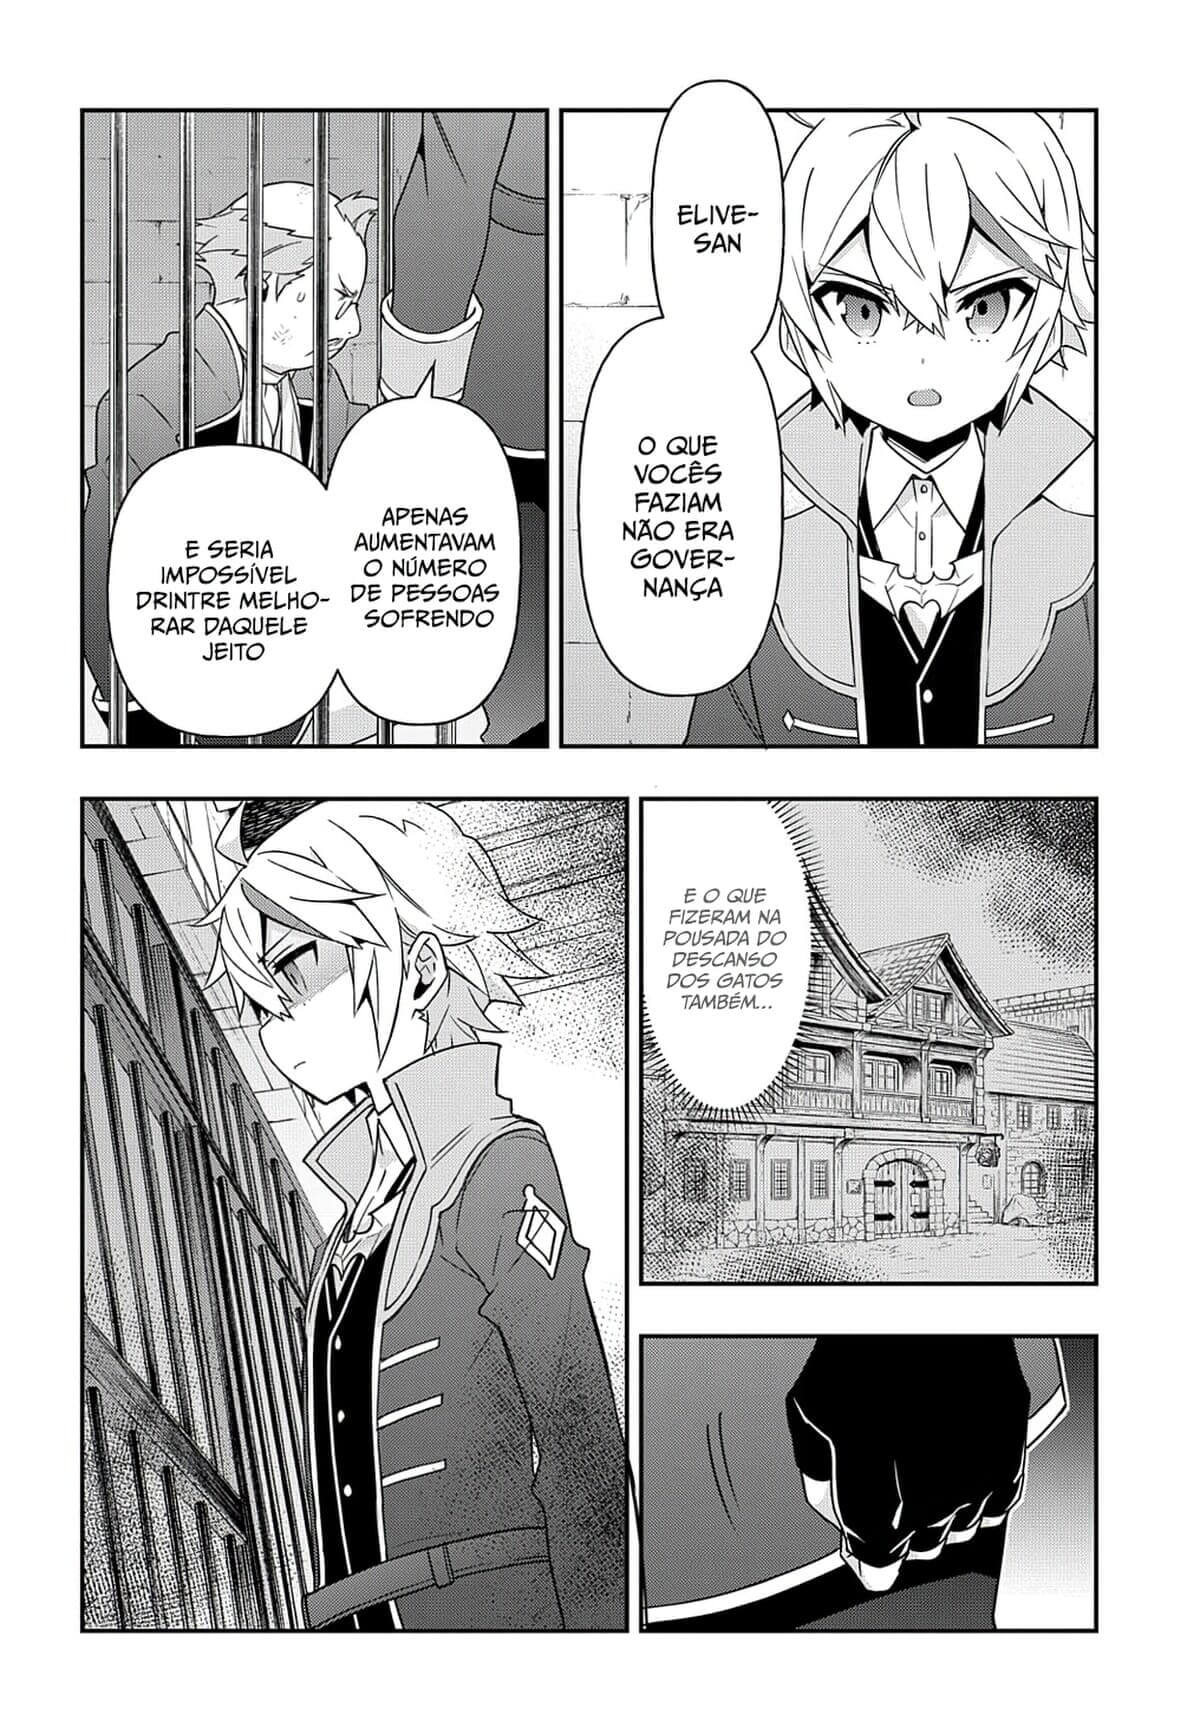 ELIVE-
SAN
O QUE
VOCÊS
FAZIAM
NÃO ERA
GOVER-
NANÇA
APENAS
AUMENTAVAM
O NÚMERO
DE PESSOAS
SOFRENDO
E SERIA
IMPOSSÍVEL
DRINTRE MELHO-
RAR DAQUELE
JEITO
E O QUE
FIZERAM NA
POUSADA DO
DESCANSO
DOS GATOS
TAMBÉM...